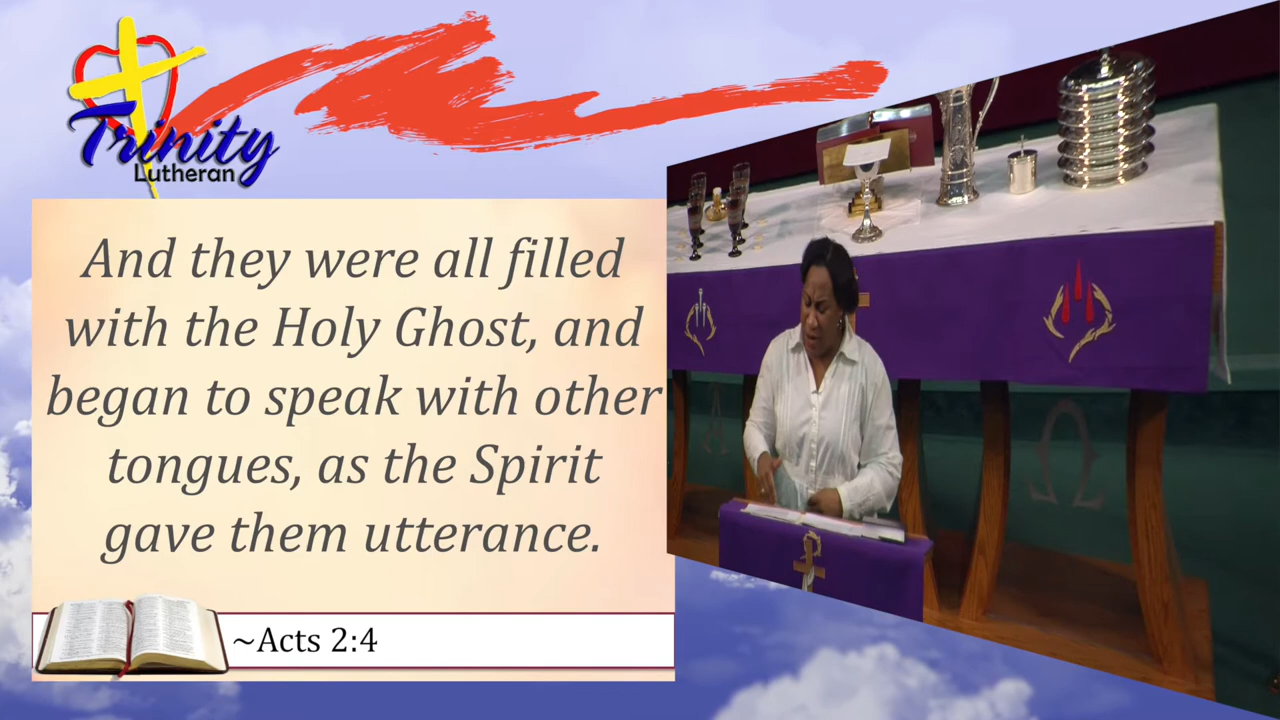 Trinity
Lutheran
And they were all filled
with the Holy Ghost, and
began to speak with other
tongues, as the Spirit
gave them utterance.
~Acts 2:4
Ω